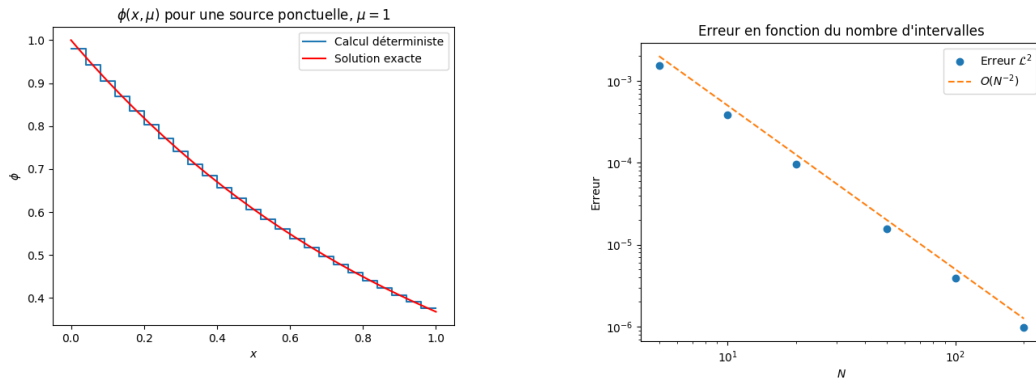 ϕ(x, μ) pour une source ponctuelle, μ = 1
Calcul déterministe
Solution exacte
1.0
0.9
0.8
0.7
0.6
0.5
0.4
ϕ
0.0 0.2 0.4 0.6 0.8 1.0
x
Erreur en fonction du nombre d'intervalles
Erreur ℒ²
O(N⁻²)
10⁻³
10⁻⁴
10⁻⁵
10⁻⁶
Erreur
10¹ 10²
N